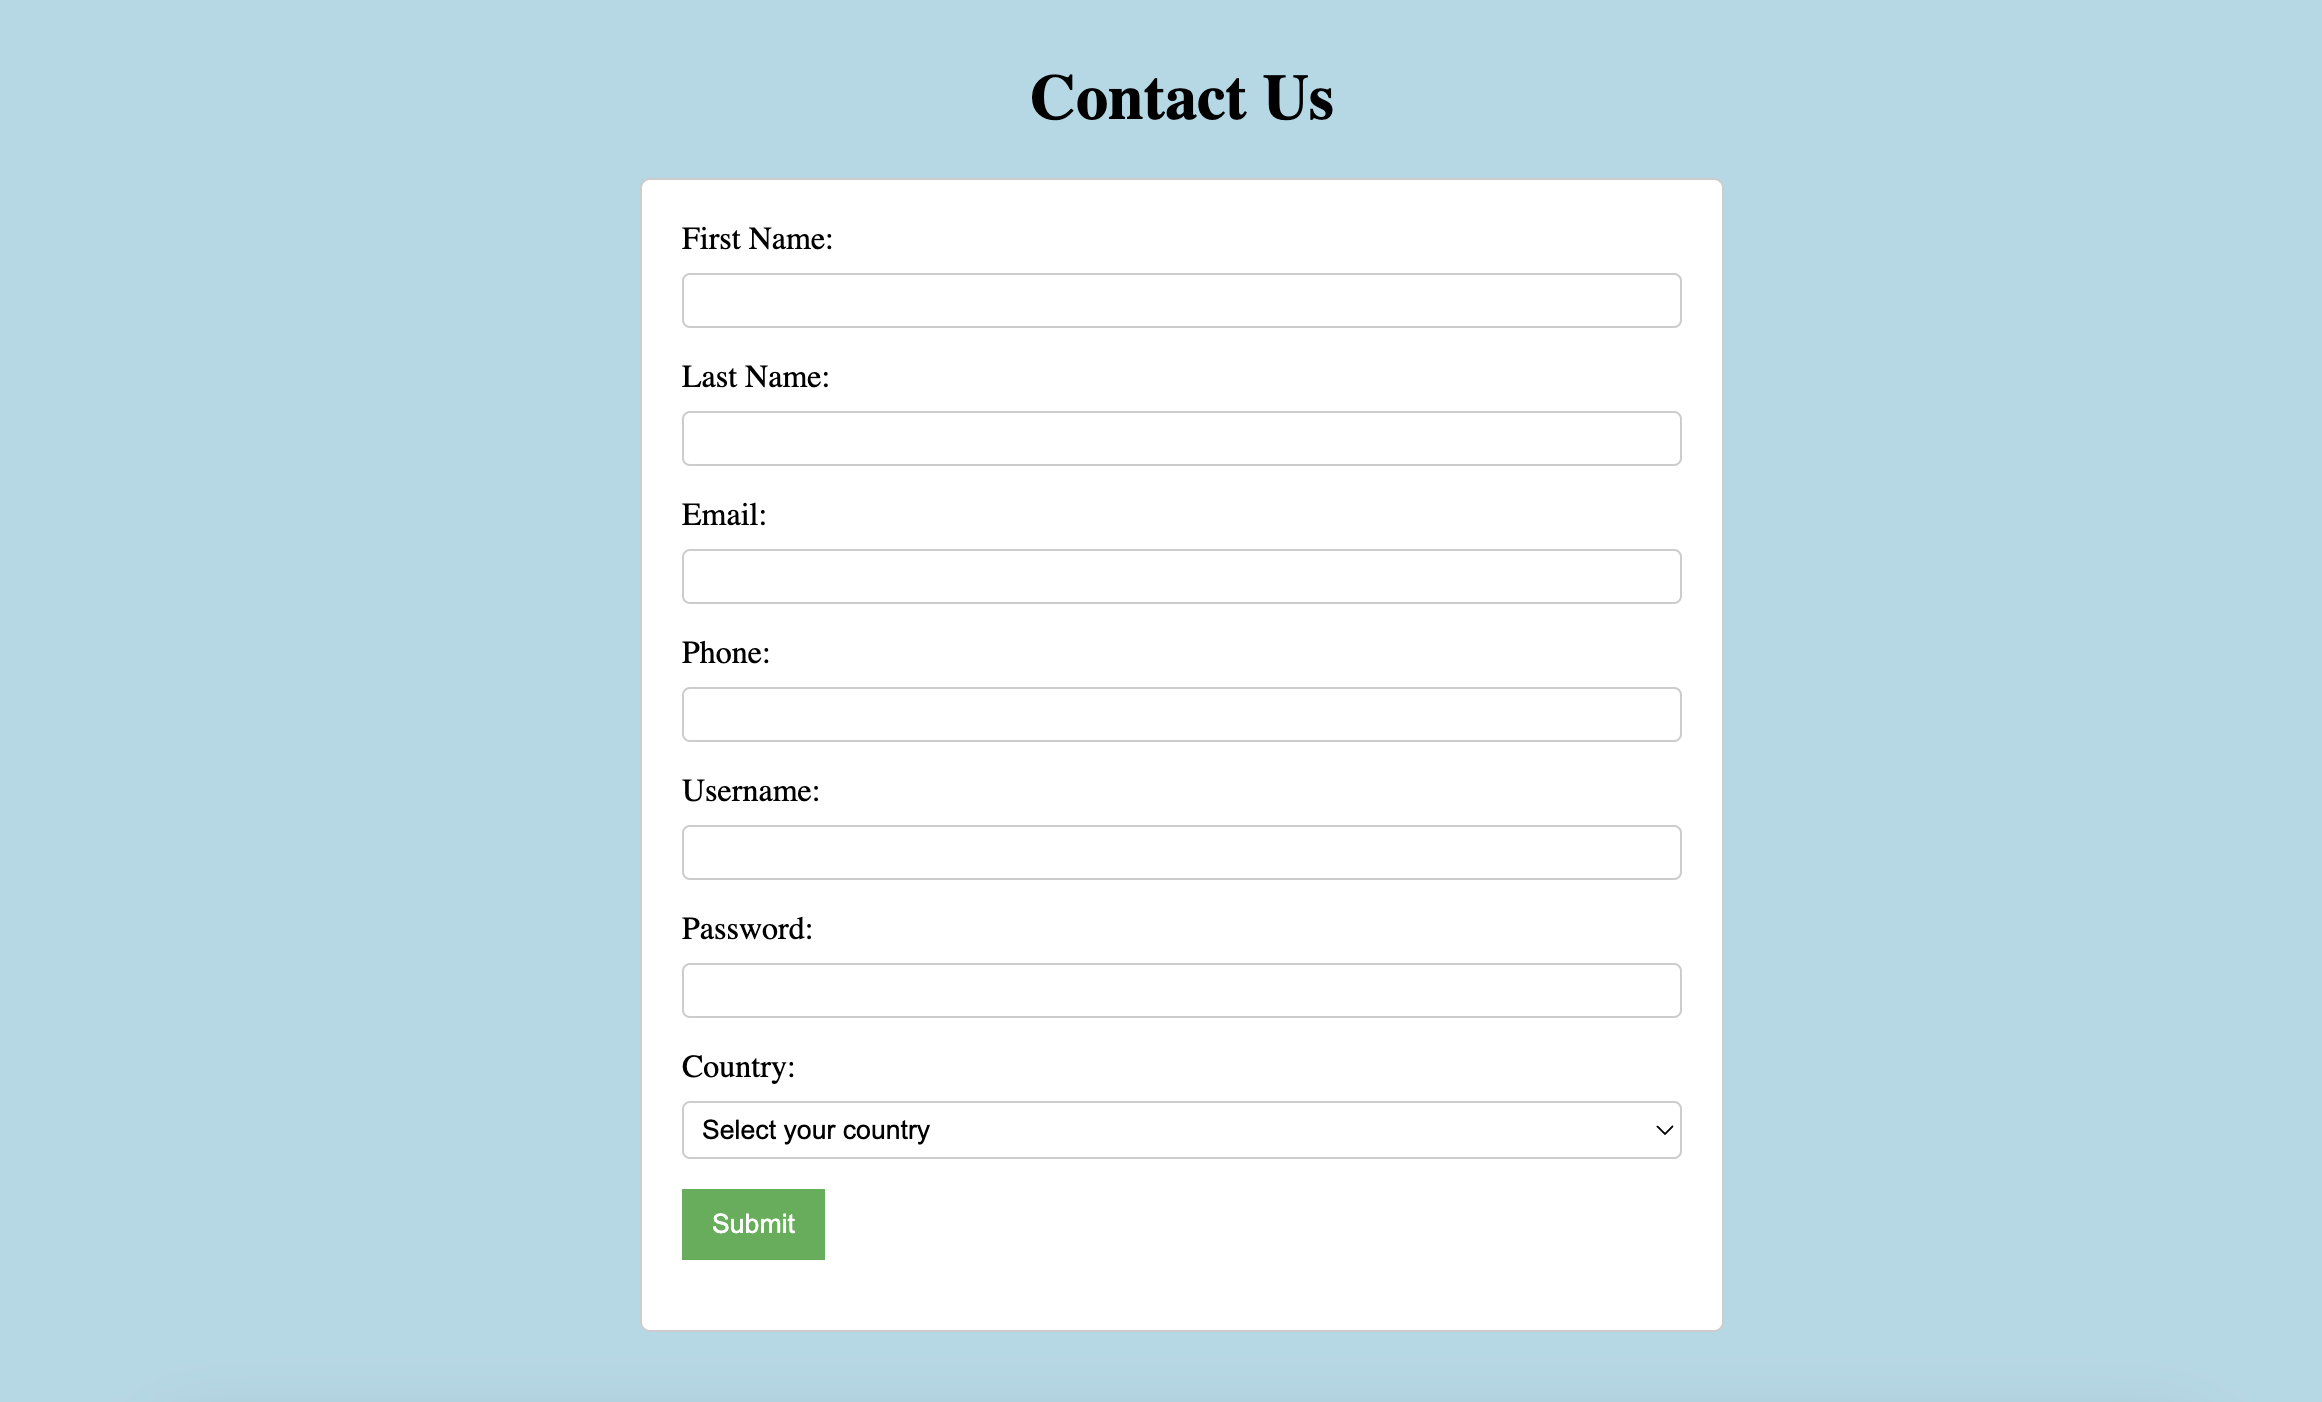 Contact Us
First Name:
Last Name:
Email:
Phone:
Username:
Password:
Country:
Select your country
Submit